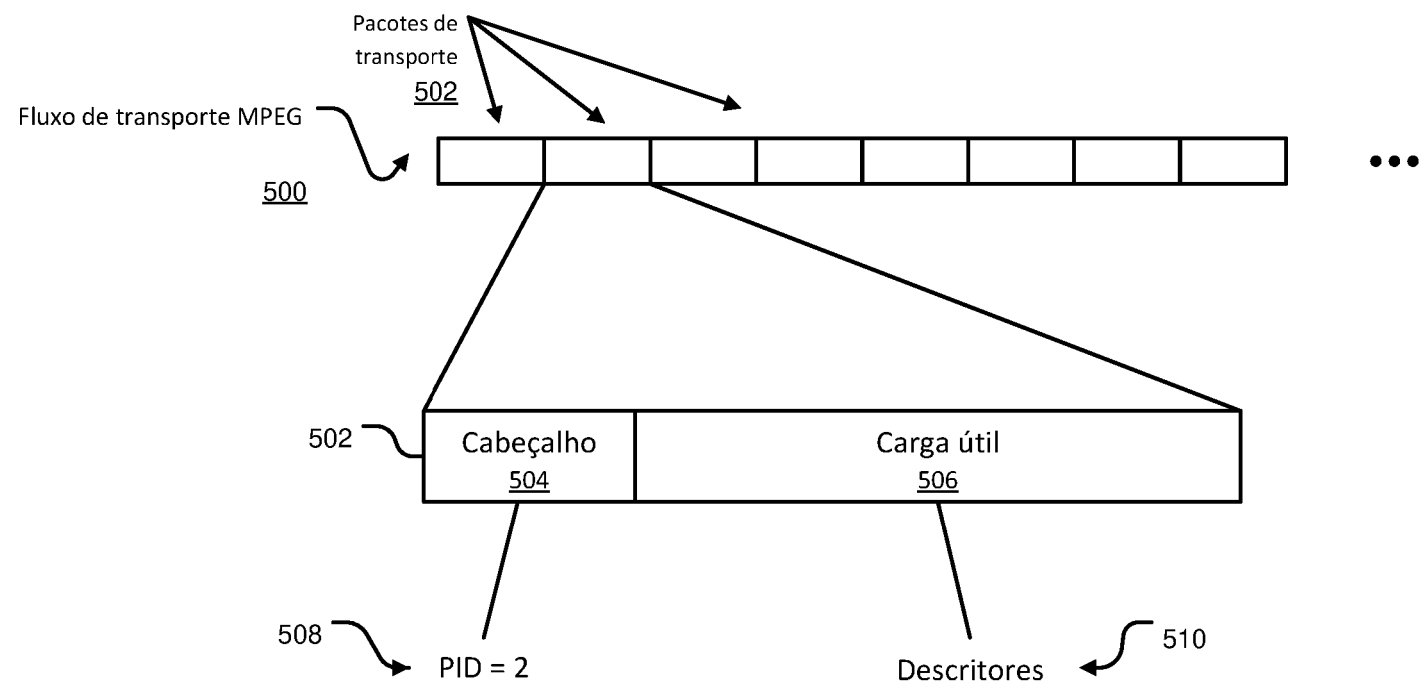 Pacotes de
transporte
502
Fluxo de transporte MPEG
500
502
Cabeçalho
504
Carga útil
506
508
PID = 2
Descritores
510